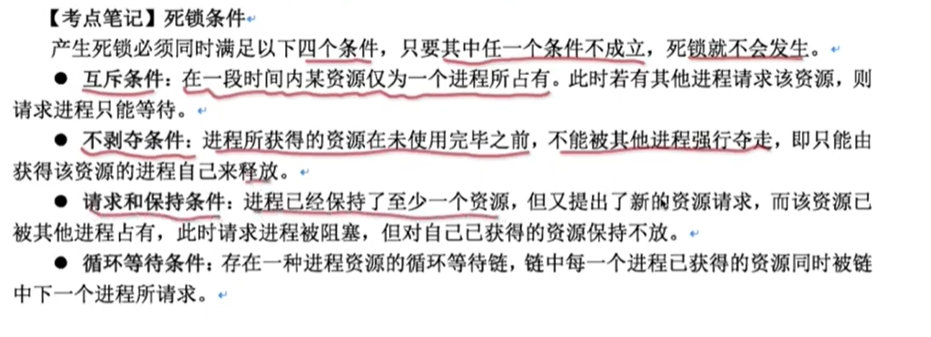 【考点笔记】死锁条件
产生死锁必须同时满足以下四个条件，只要其中任一个条件不成立，死锁就不会发生。
● 互斥条件：在一段时间内某资源仅为一个进程所占有。此时若有其他进程请求该资源，则
请求进程只能等待。
● 不剥夺条件：进程所获得的资源在未使用完毕之前，不能被其他进程强行夺走，即只能由
获得该资源的进程自己来释放。
● 请求和保持条件：进程已经保持了至少一个资源，但又提出了新的资源请求，而该资源已
被其他进程占有，此时请求进程被阻塞，但对自己已获得的资源保持不放。
● 循环等待条件：存在一种进程资源的循环等待链，链中每一个进程已获得的资源同时被链
中下一个进程所请求。